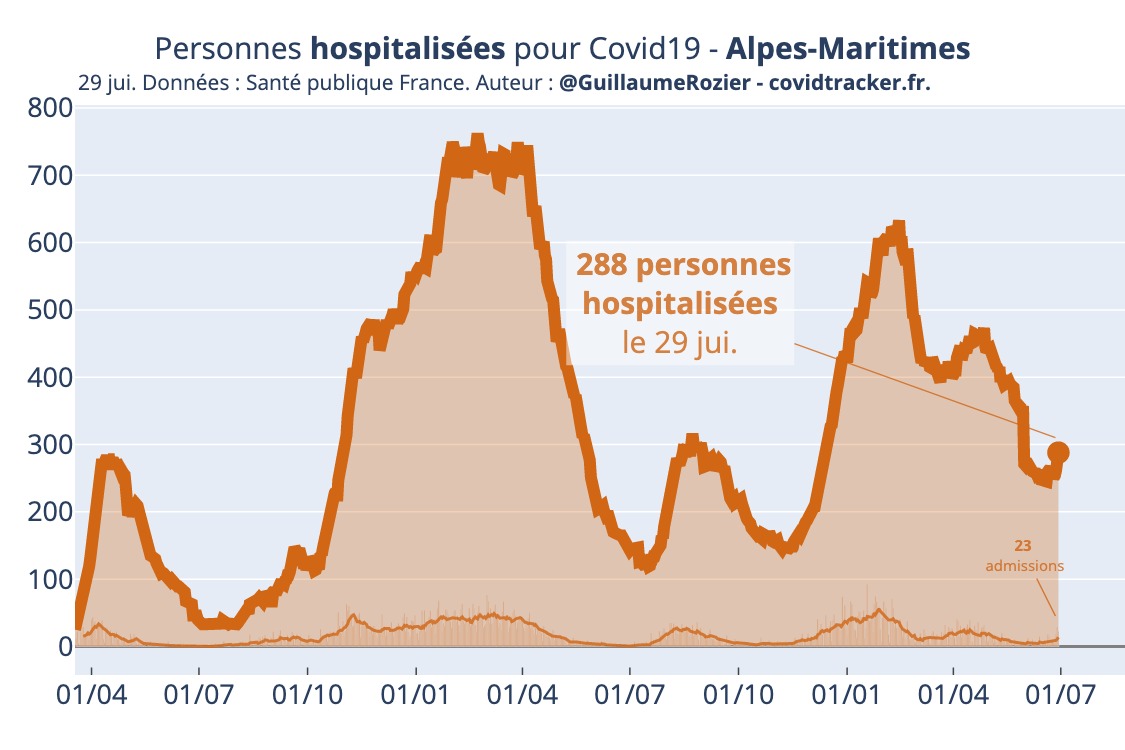 Personnes hospitalisées pour Covid19 - Alpes-Maritimes
29 jui. Données : Santé publique France. Auteur : @GuillaumeRozier - covidtracker.fr.
800
700
600
500
400
300
200
100
0
288 personnes
hospitalisées
le 29 jui.
23
admissions
01/04 01/07 01/10 01/01 01/04 01/07 01/10 01/01 01/04 01/07